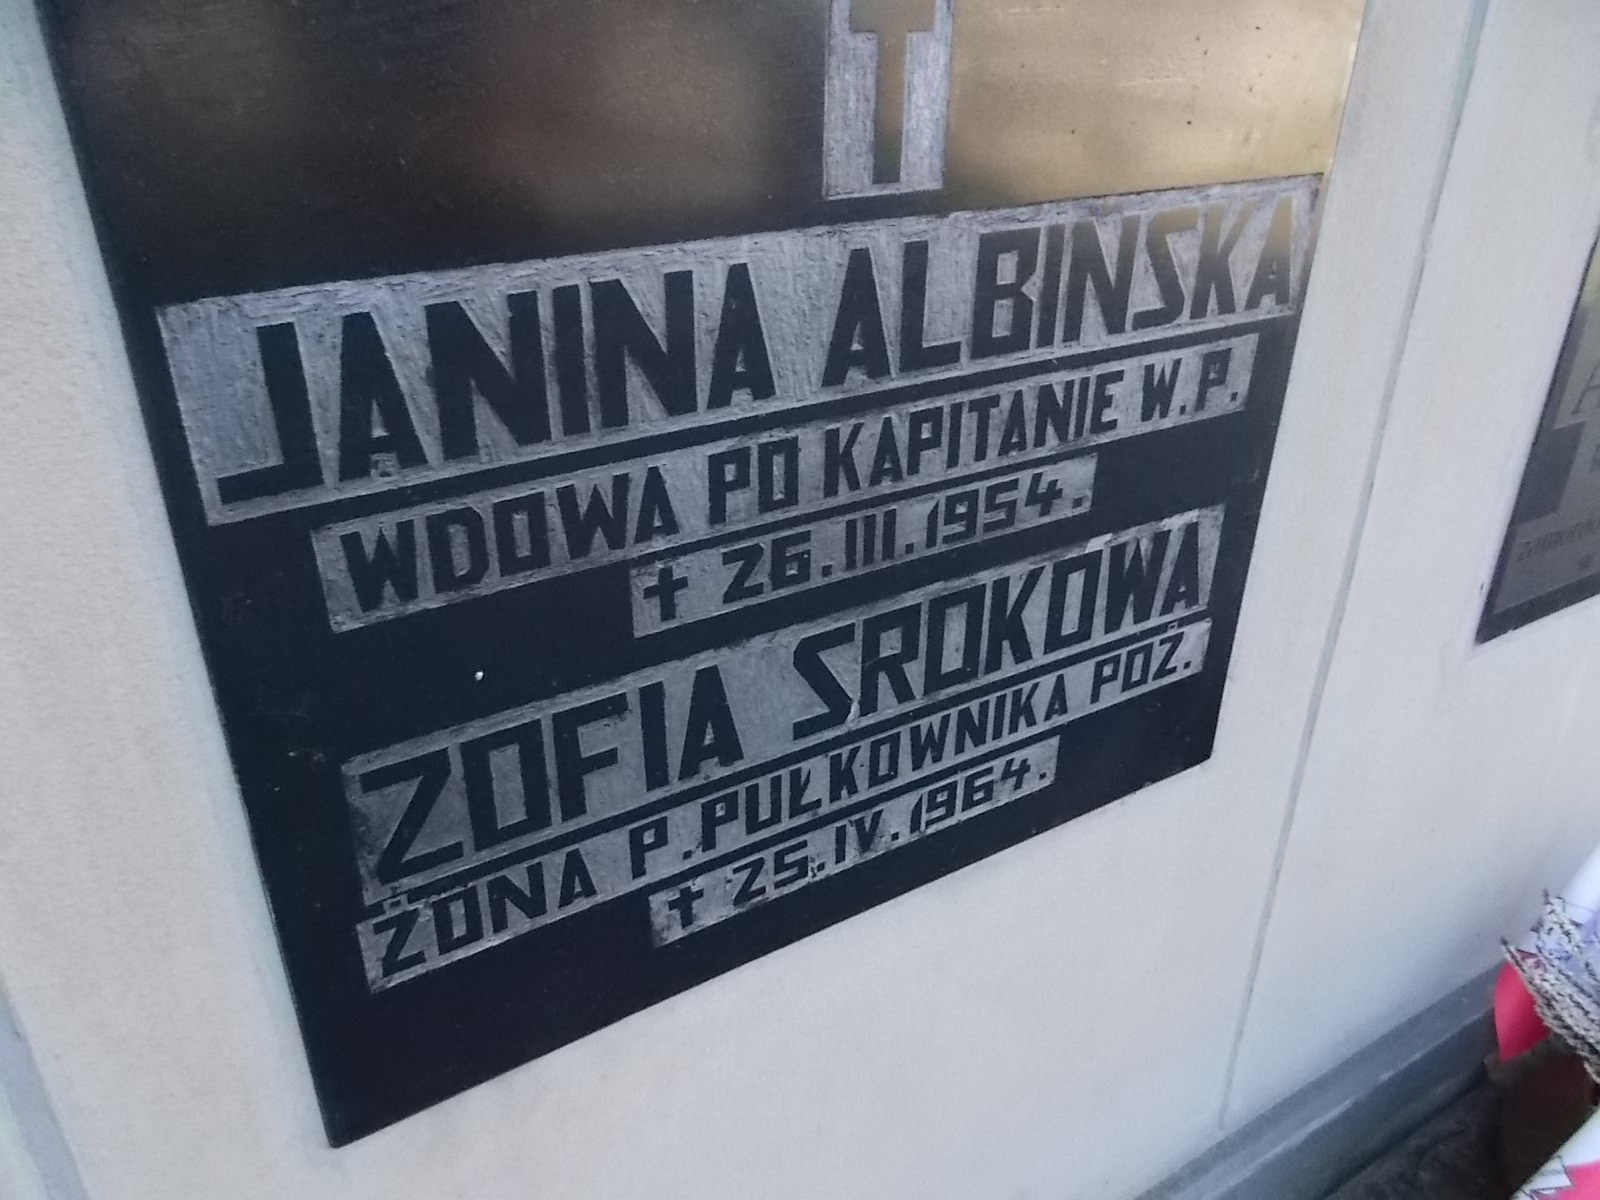 JANINA ALBINSKA
WDOWA PO KAPITANIE W.P.
† 26.III.1954.
ZOFIA SROKOWA
ŻONA P.PUŁKOWNIKA POŻ.
† 25.IV.1964.